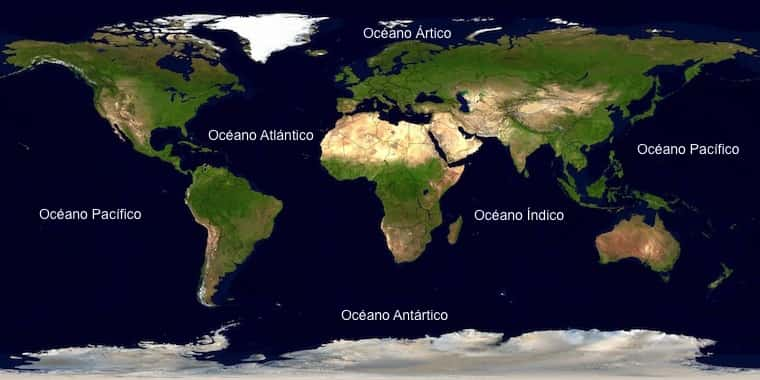 Océano Ártico
Océano Atlántico
Océano Pacífico
Océano Pacífico
Océano Índico
Océano Antártico